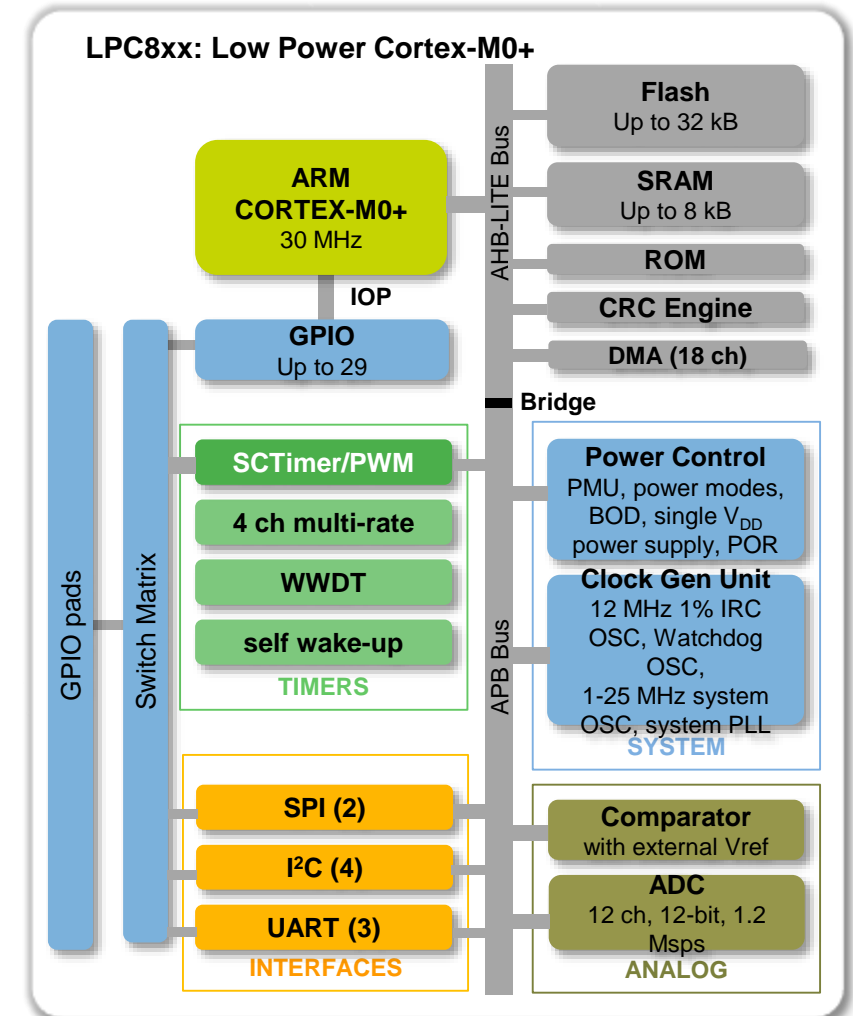 LPC8xx: Low Power Cortex-M0+
ARM
CORTEX-M0+
30 MHz
IOP
GPIO
Up to 29
GPIO pads
Switch Matrix
SCTimer/PWM
4 ch multi-rate
WWDT
self wake-up
TIMERS
SPI (2)
I²C (4)
UART (3)
INTERFACES
AHB-LITE Bus
Bridge
APB Bus
Flash
Up to 32 kB
SRAM
Up to 8 kB
ROM
CRC Engine
DMA (18 ch)
Power Control
PMU, power modes,
BOD, single VDD
power supply, POR
Clock Gen Unit
12 MHz 1% IRC
OSC, Watchdog
OSC,
1-25 MHz system
OSC, system PLL
SYSTEM
Comparator
with external Vref
ADC
12 ch, 12-bit, 1.2
Msps
ANALOG